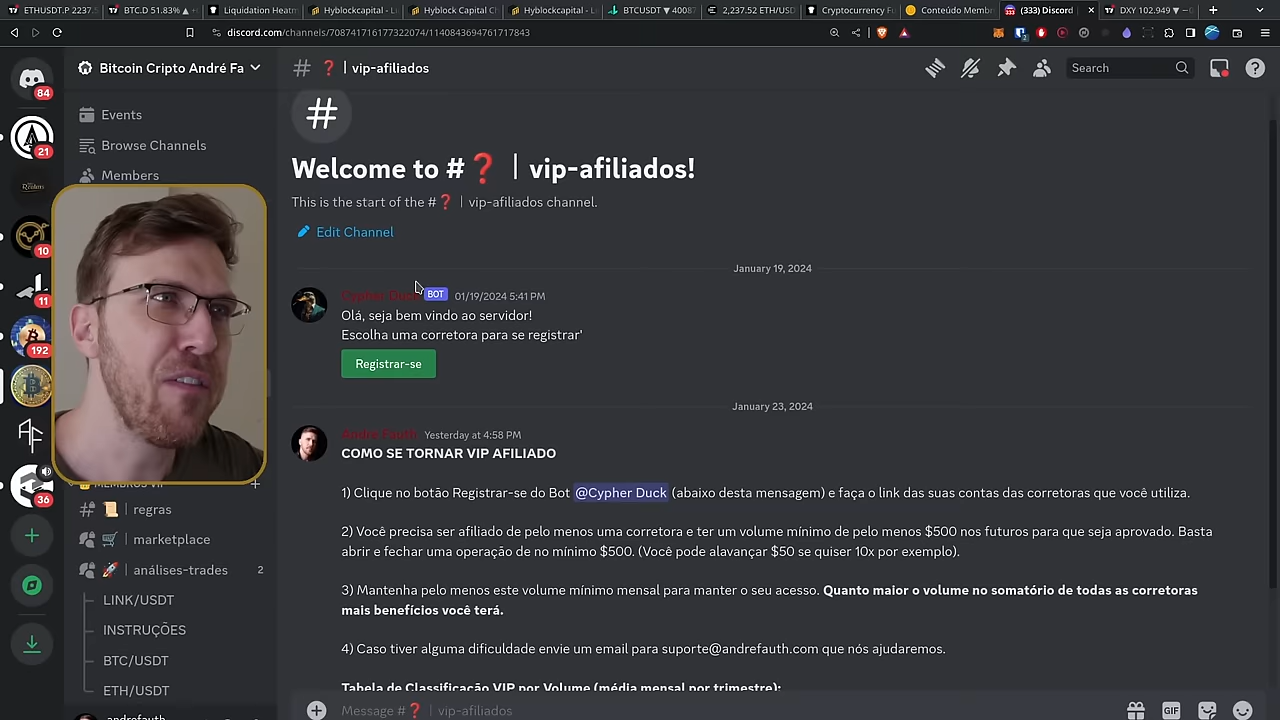 ETHUSDT.P 2237.
BTC.D 51.83%
Liquidation Heatm
Hyblockcapital -
Hyblock Capital Ch
Hyblockcapital -
BTCUSDT ▼ 40087
2,237.52 ETH/USD
Cryptocurrency Fu
Conteúdo Membr
(333) Discord
DXY 102.949 ▼
discord.com/channels/708741716177322074/1140843694761717843
84
21
10
11
192
36
Bitcoin Cripto André Fa
Events
Browse Channels
Members
regras
marketplace
análises-trades 2
LINK/USDT
INSTRUÇÕES
BTC/USDT
ETH/USDT
# ❓ | vip-afiliados
Search
#
Welcome to #❓ | vip-afiliados!
This is the start of the #❓ | vip-afiliados channel.
Edit Channel
January 19, 2024
Cypher Duck BOT 01/19/2024 5:41 PM
Olá, seja bem vindo ao servidor!
Escolha uma corretora para se registrar'
Registrar-se
January 23, 2024
Andre Fauth Yesterday at 4:58 PM
COMO SE TORNAR VIP AFILIADO
1) Clique no botão Registrar-se do Bot @Cypher Duck (abaixo desta mensagem) e faça o link das suas contas das corretoras que você utiliza.
2) Você precisa ser afiliado de pelo menos uma corretora e ter um volume mínimo de pelo menos $500 nos futuros para que seja aprovado. Basta
abrir e fechar uma operação de no mínimo $500. (Você pode alavançar $50 se quiser 10x por exemplo).
3) Mantenha pelo menos este volume mínimo mensal para manter o seu acesso. Quanto maior o volume no somatório de todas as corretoras
mais benefícios você terá.
4) Caso tiver alguma dificuldade envie um email para suporte@andrefauth.com que nós ajudaremos.
Tabela de Classificação VIP por Volume (média mensal por trimestre):
Message #❓ | vip-afiliados
GIF